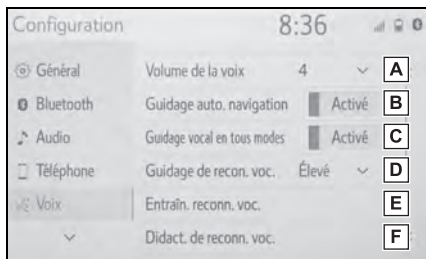 Configuration 8:36
Général Volume de la voix 4 A
Bluetooth Guidage auto. navigation Activé B
Audio Guidage vocal en tous modes Activé C
Téléphone Guidage de recon. voc. Élevé D
Voix Entraîn. reconn. voc. E
Didact. de reconn. voc. F